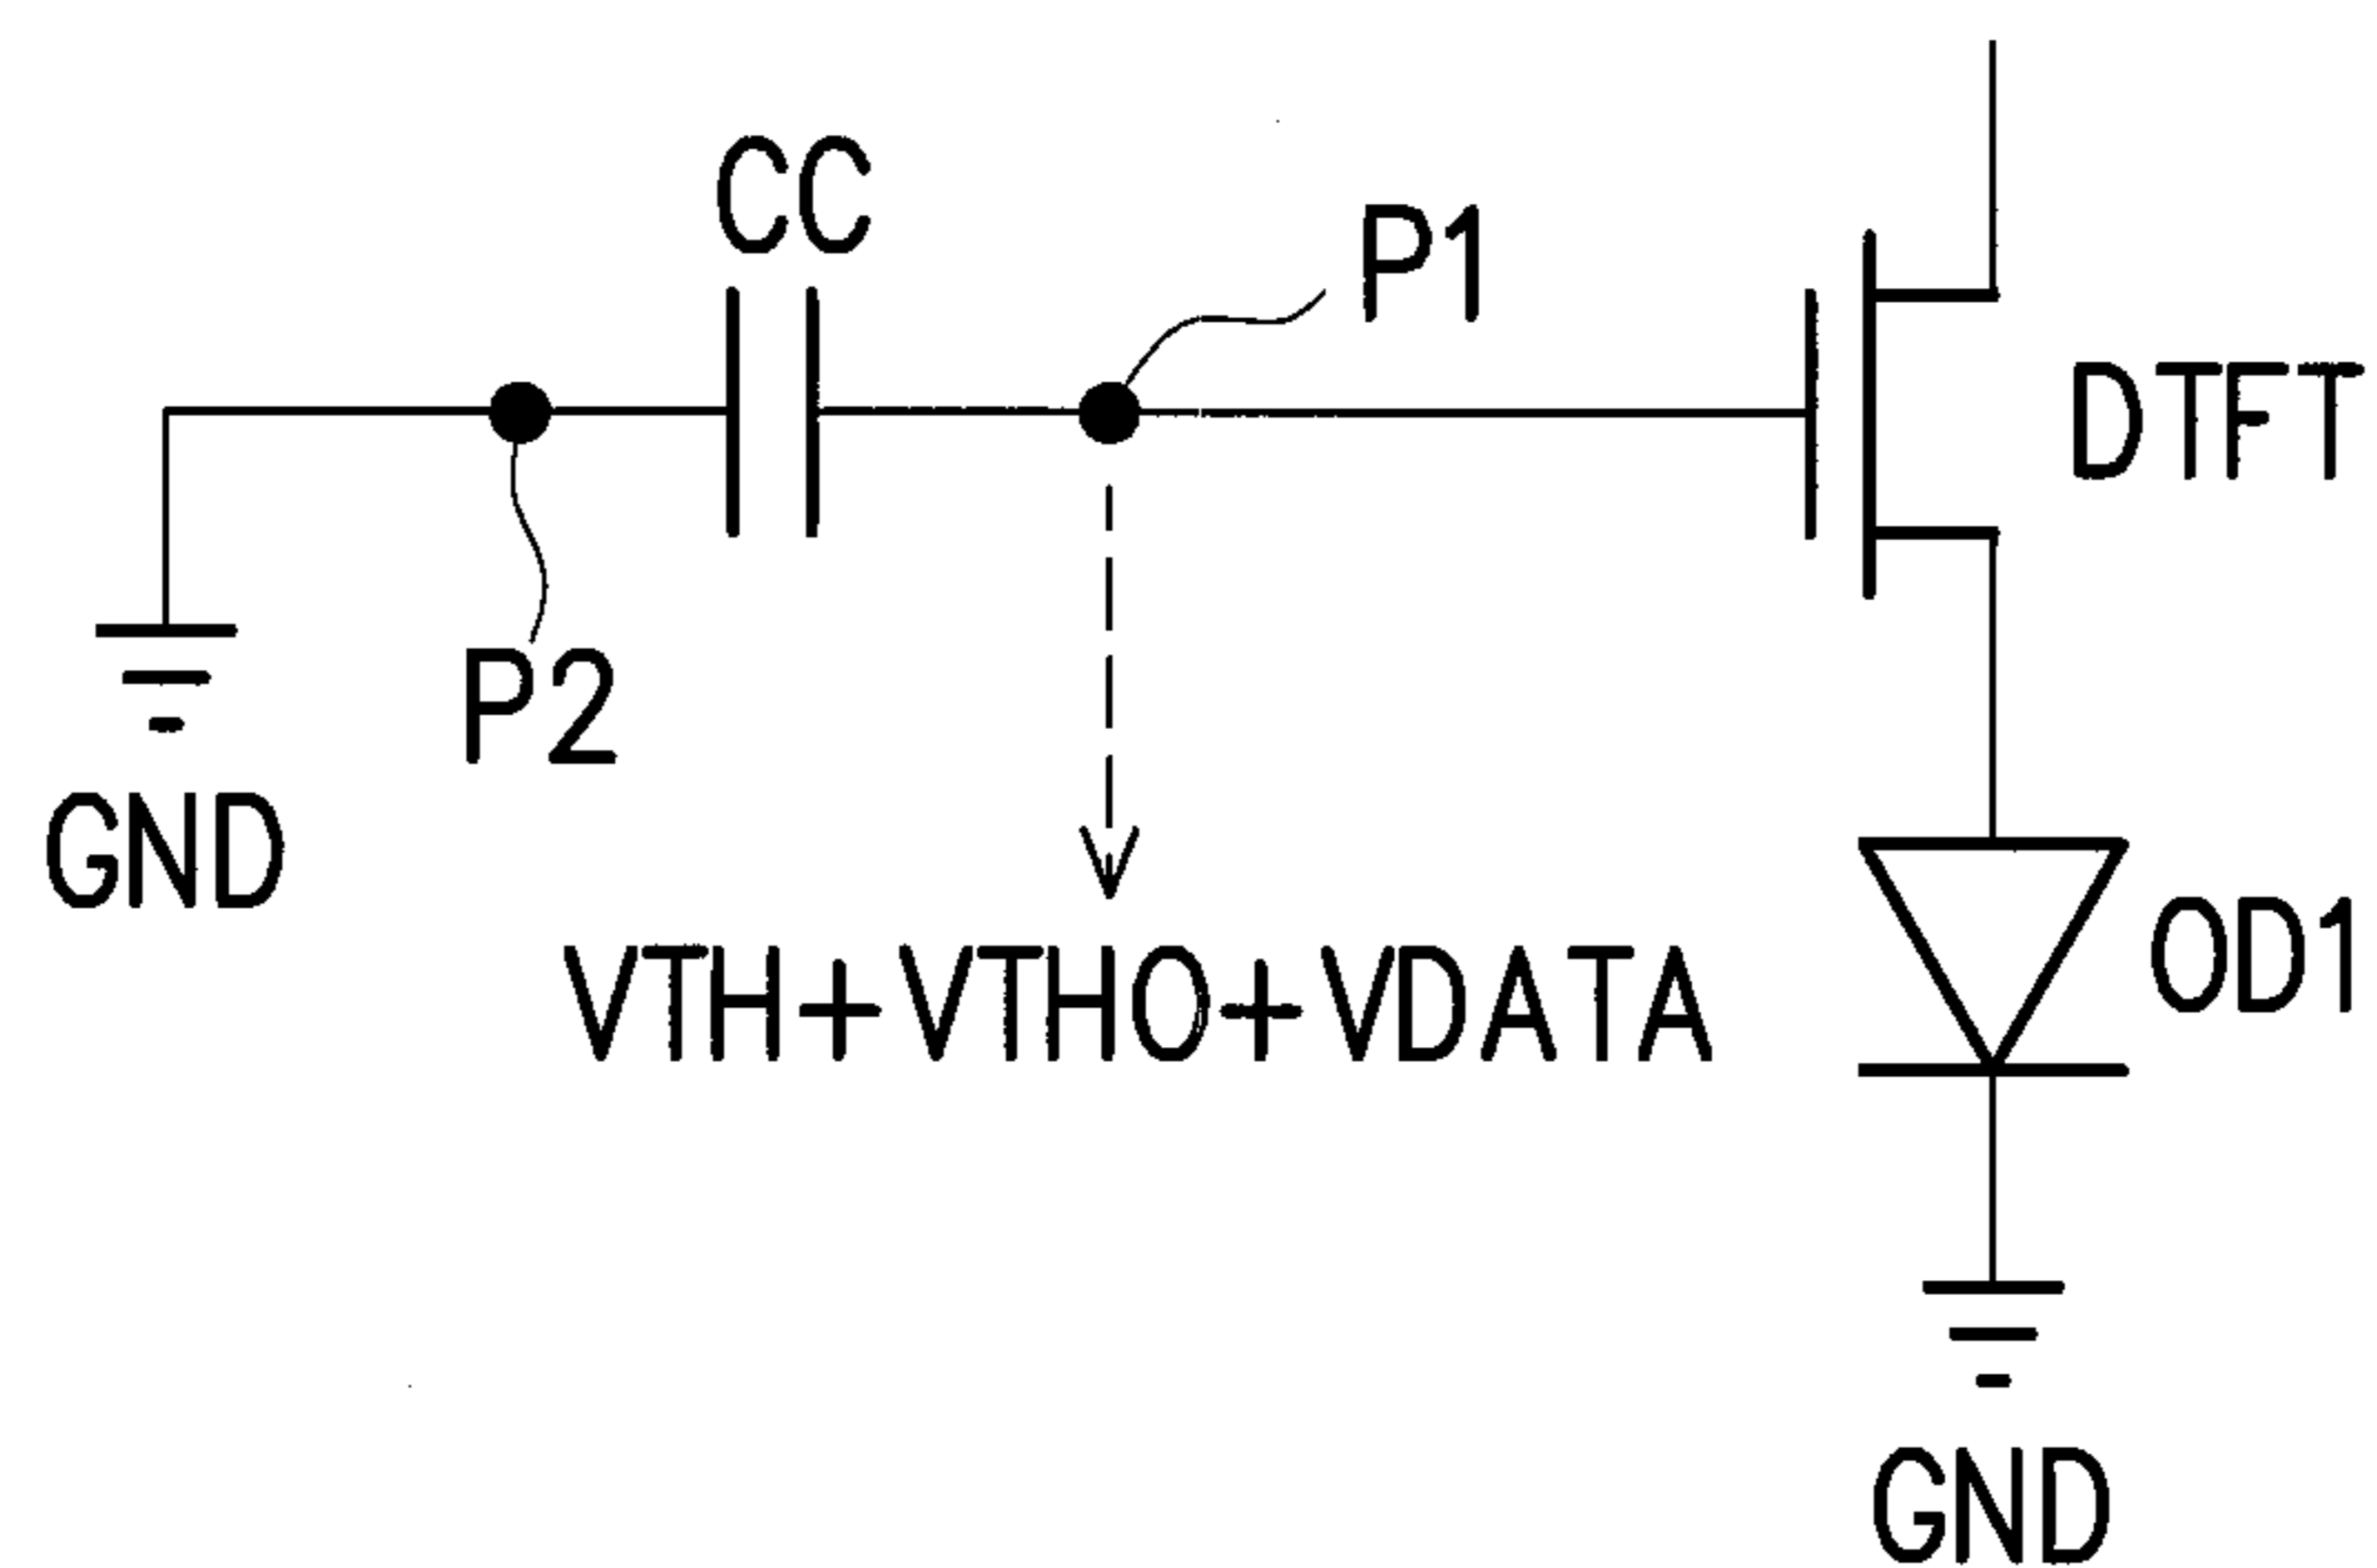 CC
P1
DTFT
P2
GND
VTH+VTHO+VDATA
OD1
GND